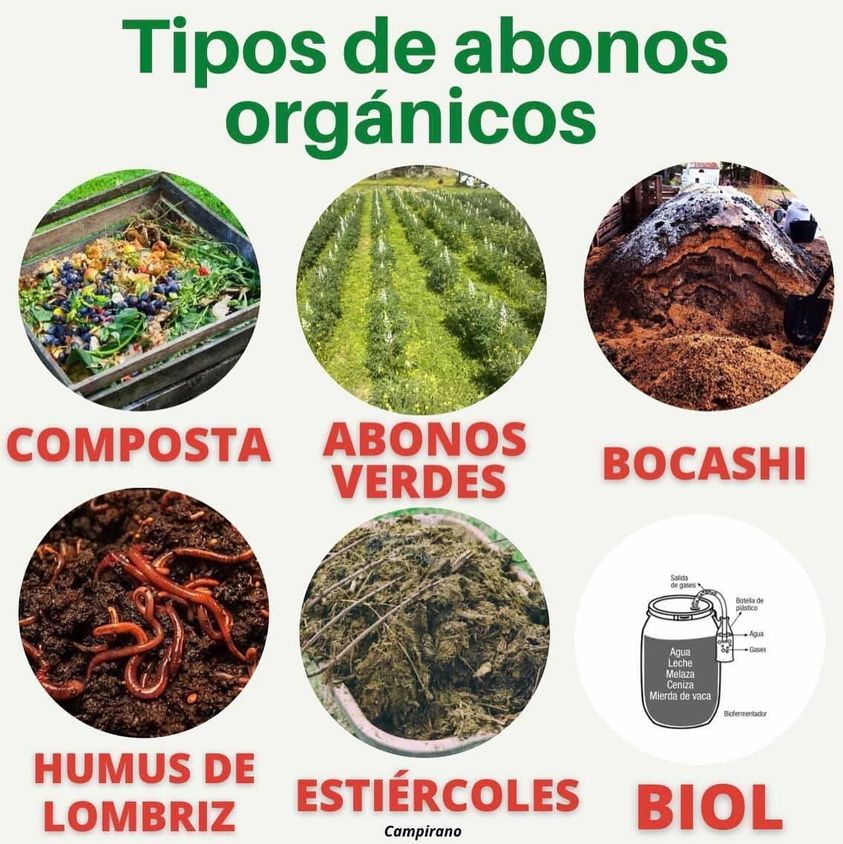 Tipos de abonos
orgánicos
COMPOSTA
ABONOS
VERDES
BOCASHI
HUMUS DE
LOMBRIZ
ESTIÉRCOLES
Salida
de gases
Botella de
plástico
Agua
Gases
Agua
Leche
Melaza
Ceniza
Mierda de vaca
Biofermentador
BIOL
Campirano